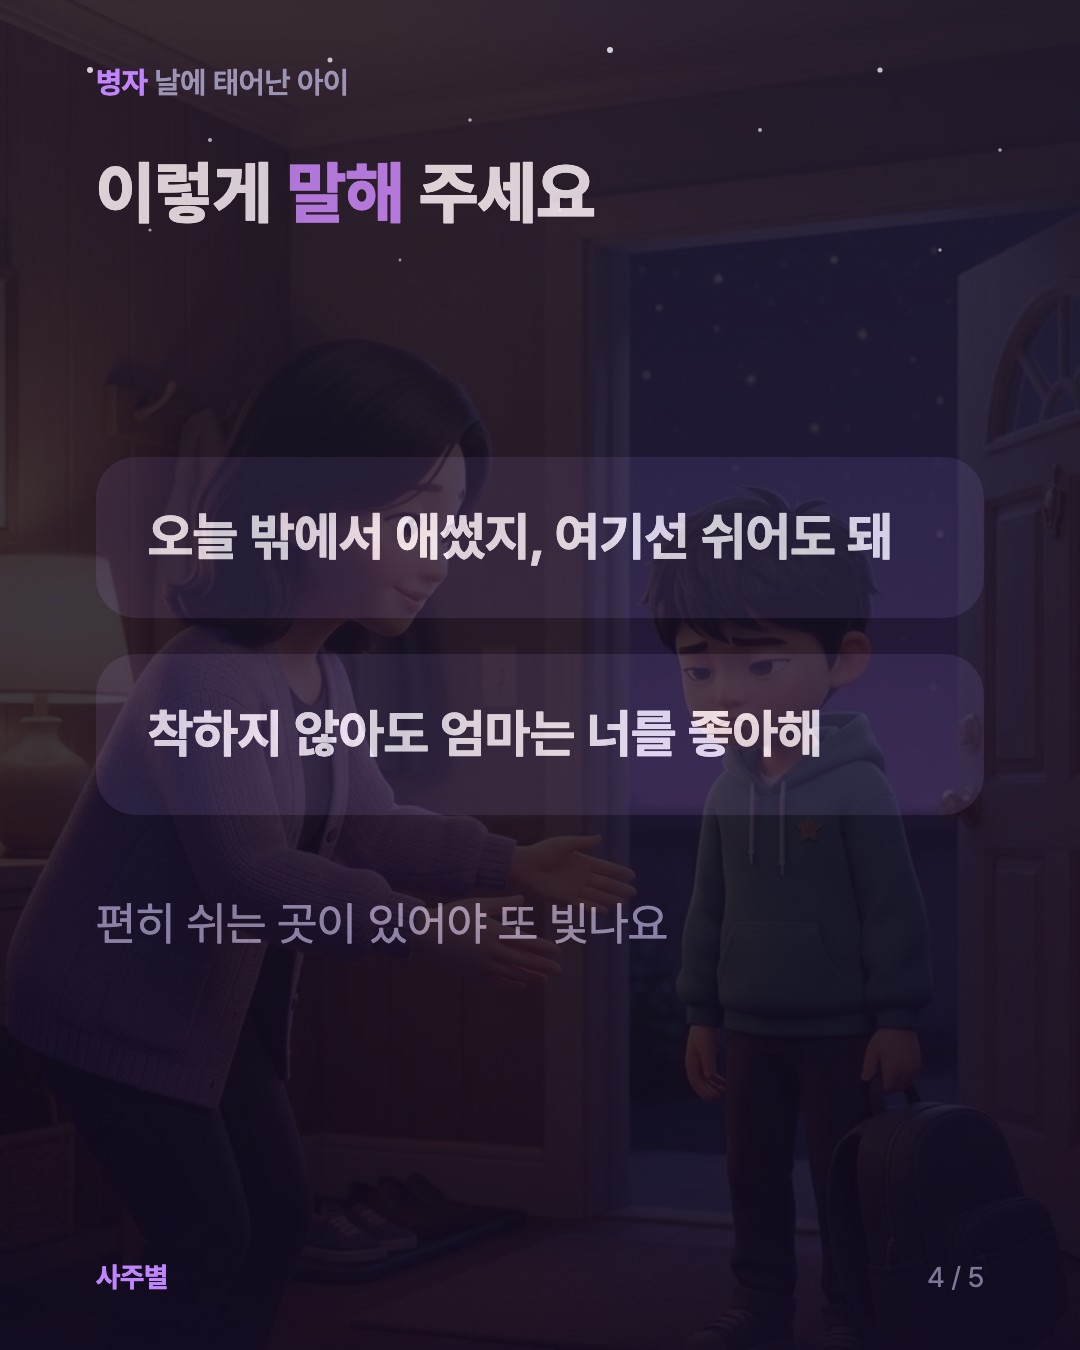 병자 날에 태어난 아이
이렇게 말해 주세요
오늘 밖에서 애썼지, 여기선 쉬어도 돼
착하지 않아도 엄마는 너를 좋아해
편히 쉬는 곳이 있어야 또 빛나요
사주별
4 / 5